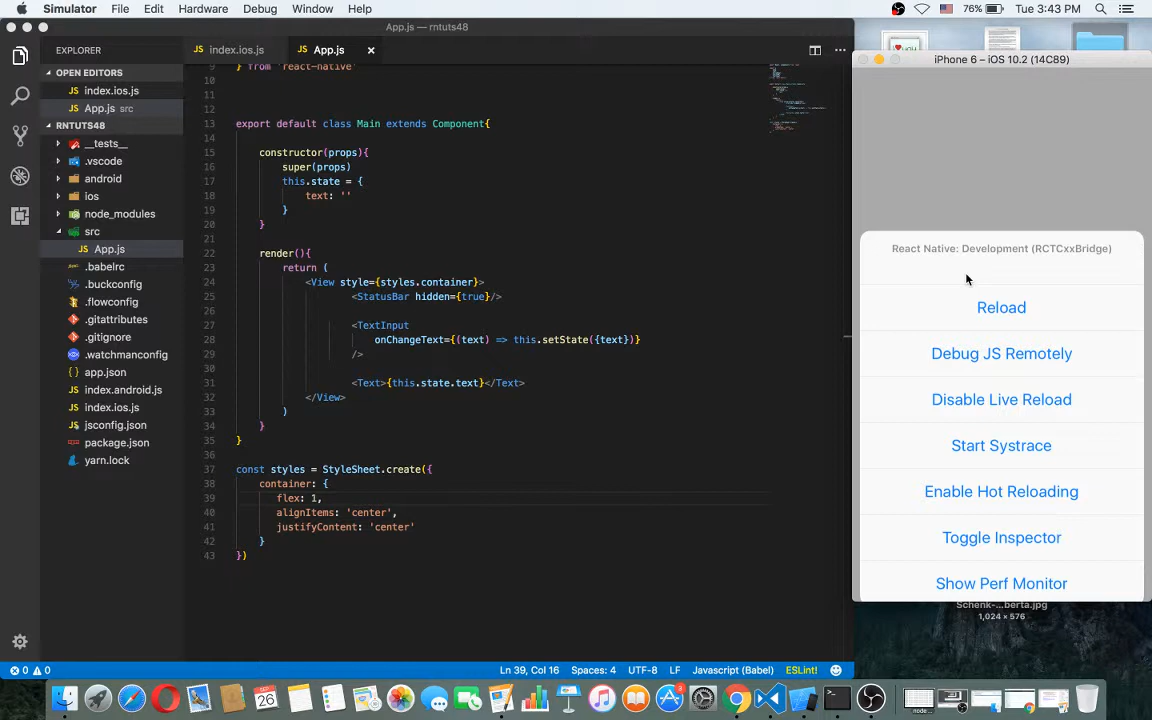 Simulator File Edit Hardware Debug Window Help
76% Tue 3:43 PM
App.js — rntuts48
EXPLORER
index.ios.js
App.js
OPEN EDITORS
index.ios.js
App.js src
RNTUTS48
__tests__
.vscode
android
ios
node_modules
src
App.js
.babelrc
.buckconfig
.flowconfig
.gitattributes
.gitignore
.watchmanconfig
app.json
index.android.js
index.ios.js
jsconfig.json
package.json
yarn.lock
9 } from 'react-native'
10
11
12
13 export default class Main extends Component{
14
15 constructor(props){
16 super(props)
17 this.state = {
18 text: ''
19 }
20 }
21
22 render(){
23 return (
24 <View style={styles.container}>
25 <StatusBar hidden={true}/>
26
27 <TextInput
28 onChangeText={(text) => this.setState({text})}
29 />
30
31 <Text>{this.state.text}</Text>
32 </View>
33 )
34 }
35 }
36
37 const styles = StyleSheet.create({
38 container: {
39 flex: 1,
40 alignItems: 'center',
41 justifyContent: 'center'
42 }
43 })
iPhone 6 – iOS 10.2 (14C89)
React Native: Development (RCTCxxBridge)
Reload
Debug JS Remotely
Disable Live Reload
Start Systrace
Enable Hot Reloading
Toggle Inspector
Show Perf Monitor
Schenk-...berta.jpg
1,024 × 576
0 0
Ln 39, Col 16 Spaces: 4 UTF-8 LF Javascript (Babel) ESLint!
26